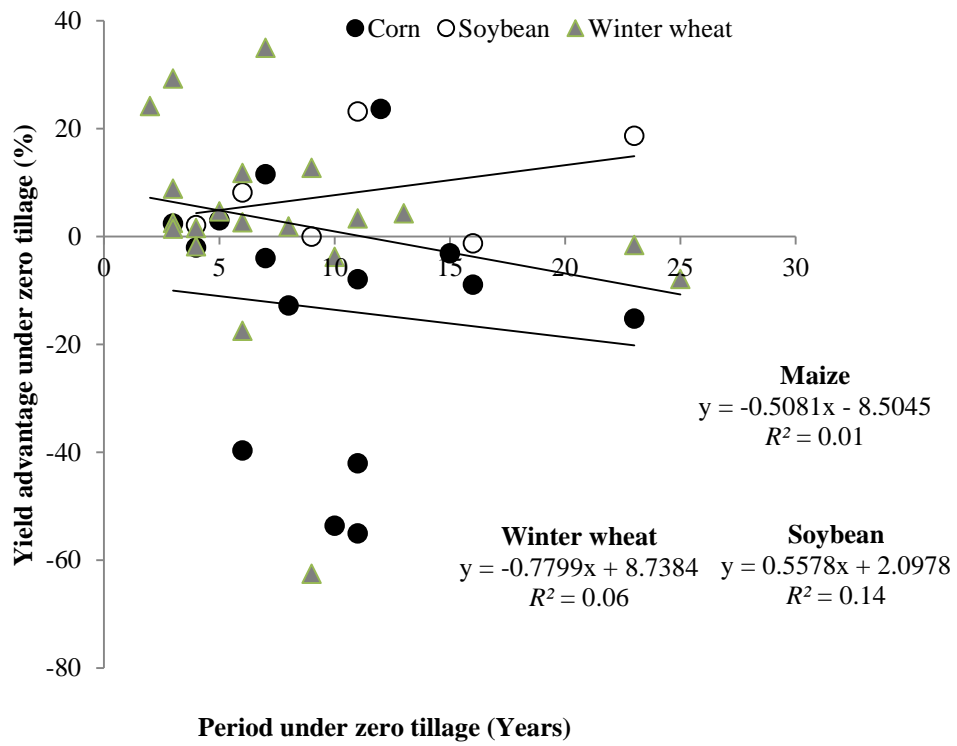 40
Corn Soybean Winter wheat
20
0
0 5 10 15 20 25 30
-20
-40
-60
-80
Yield advantage under zero tillage (%)
Maize
y = -0.5081x - 8.5045
R² = 0.01
Winter wheat
y = -0.7799x + 8.7384
R² = 0.06
Soybean
y = 0.5578x + 2.0978
R² = 0.14
Period under zero tillage (Years)